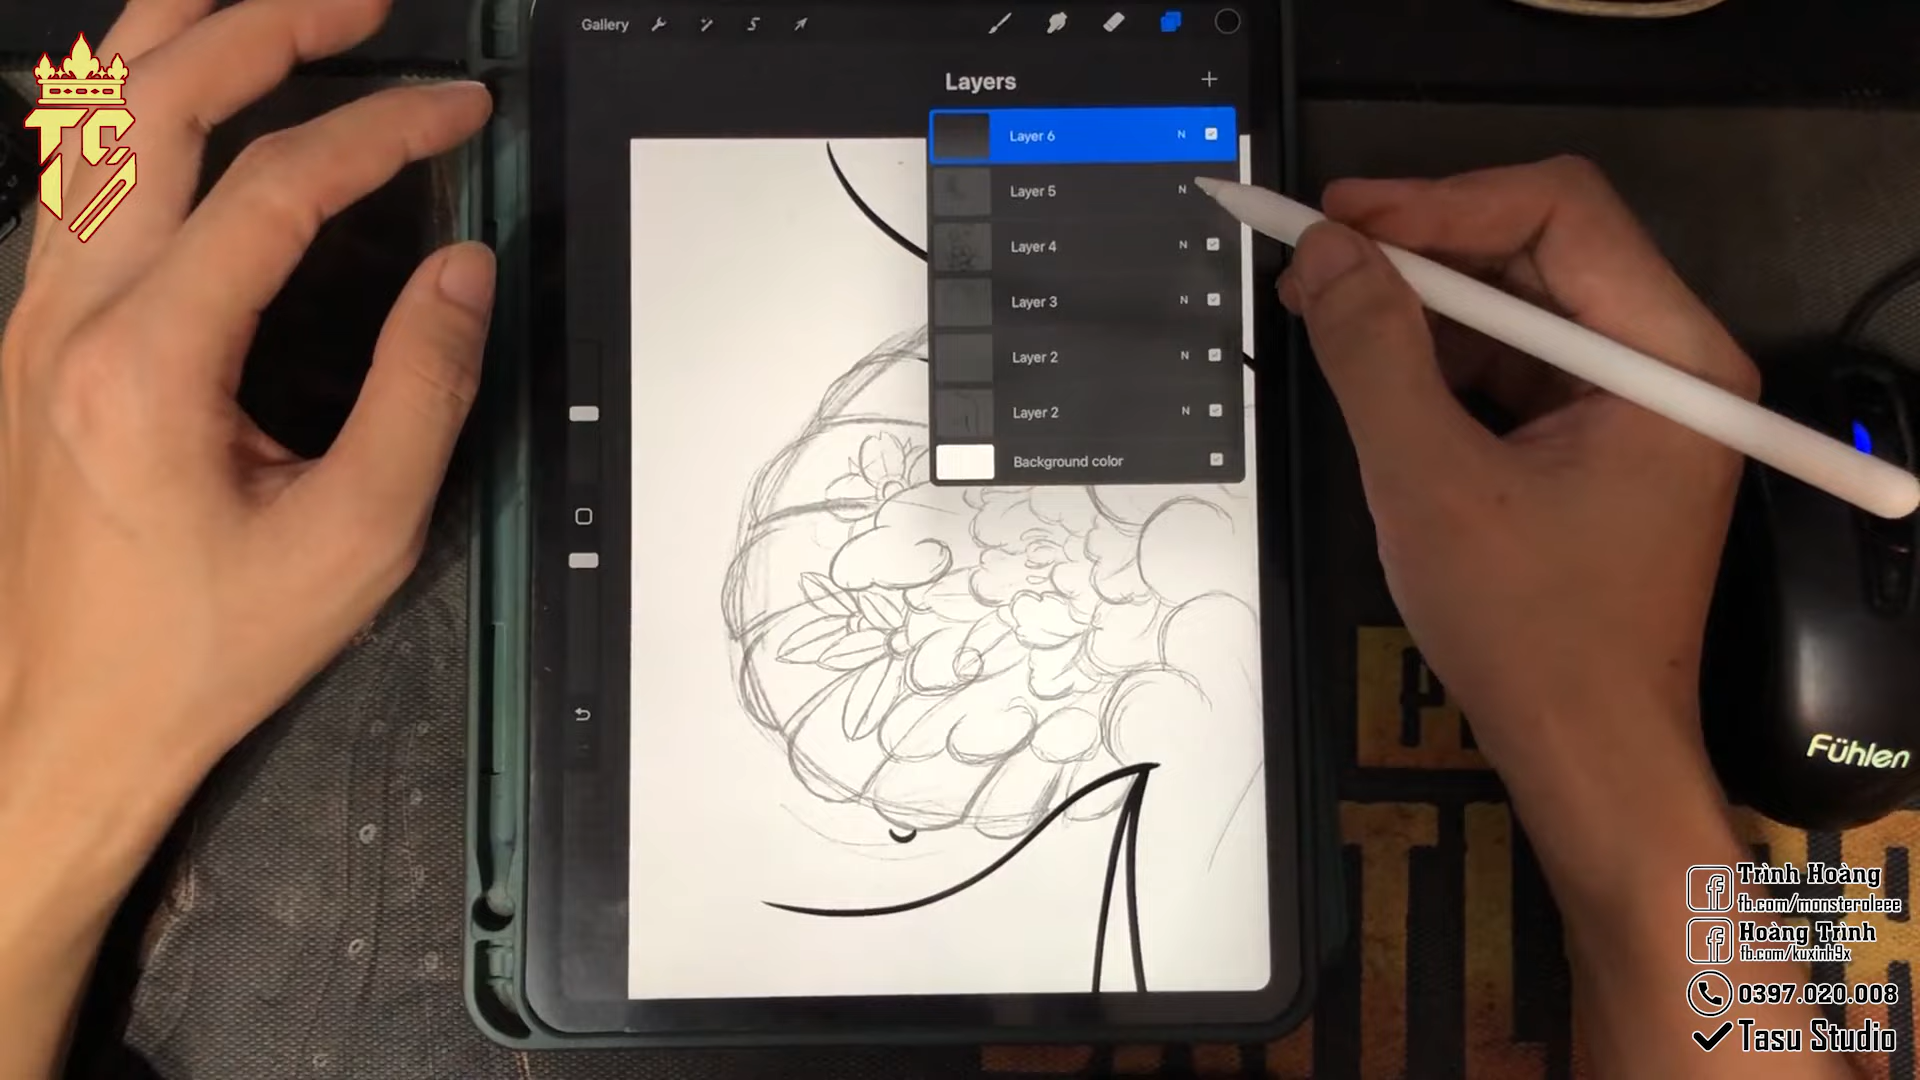 Gallery
Layers
Layer 6 N
Layer 5 N
Layer 4 N
Layer 3 N
Layer 2 N
Layer 2 N
Background color
TS
Fühlen
Trình Hoàng
fb.com/monsteroleee
Hoàng Trình
fb.com/kuxinh9x
0397.020.008
Tasu Studio